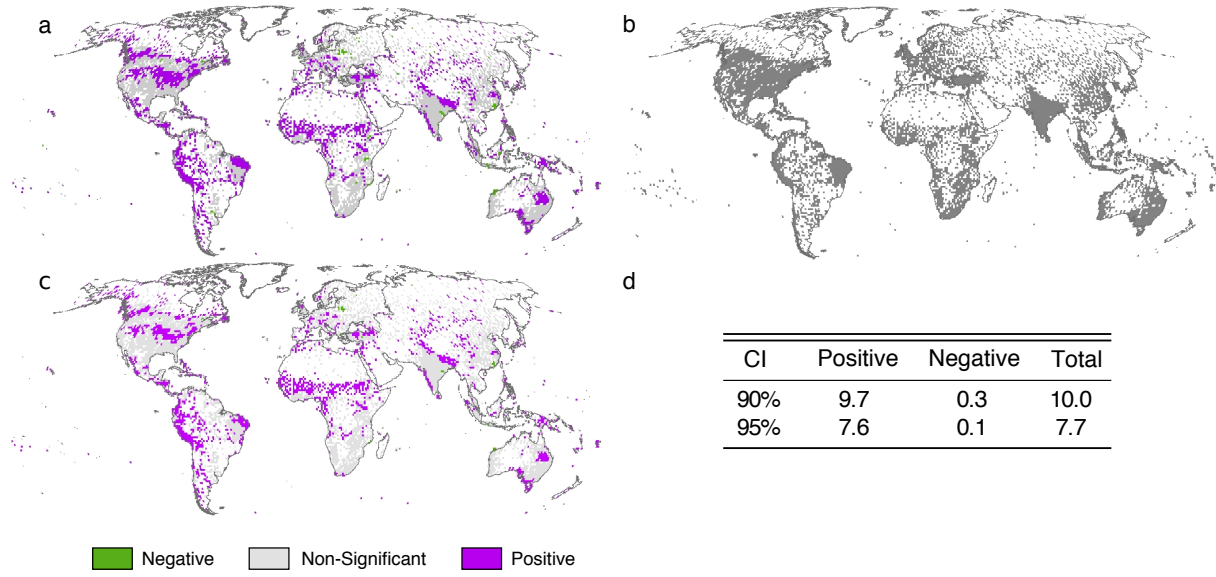 a
b
c
d
CI Positive Negative Total
90% 9.7 0.3 10.0
95% 7.6 0.1 7.7
Negative Non-Significant Positive